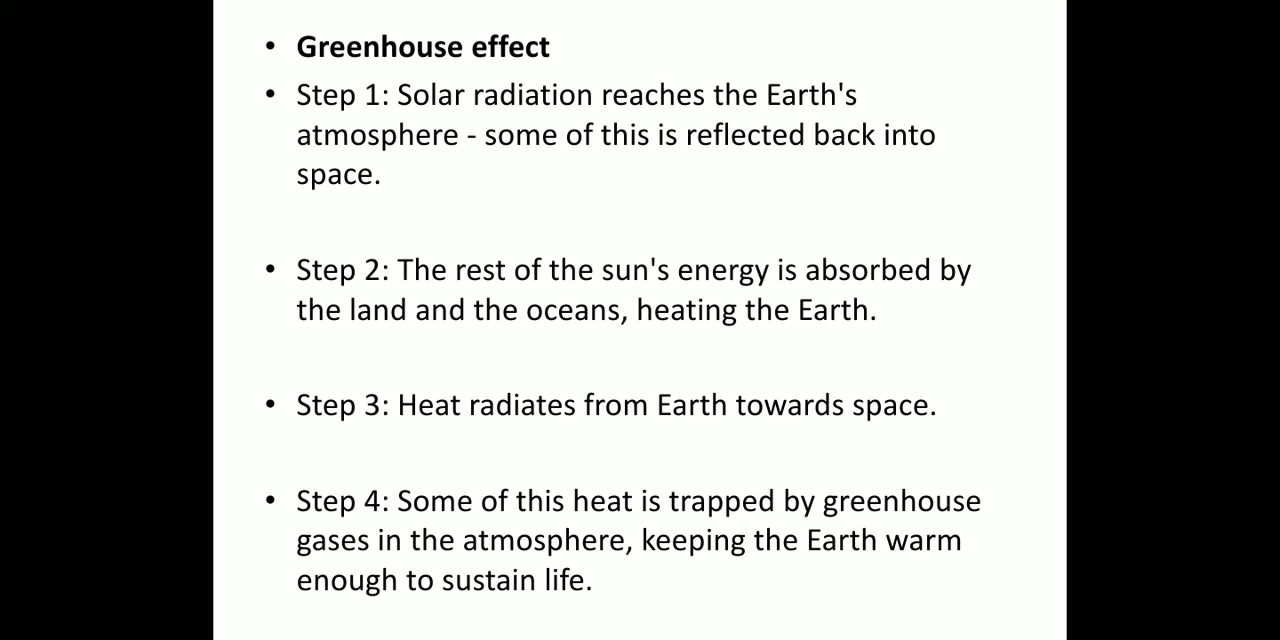 • Greenhouse effect
• Step 1: Solar radiation reaches the Earth's
atmosphere - some of this is reflected back into
space.
• Step 2: The rest of the sun's energy is absorbed by
the land and the oceans, heating the Earth.
• Step 3: Heat radiates from Earth towards space.
• Step 4: Some of this heat is trapped by greenhouse
gases in the atmosphere, keeping the Earth warm
enough to sustain life.